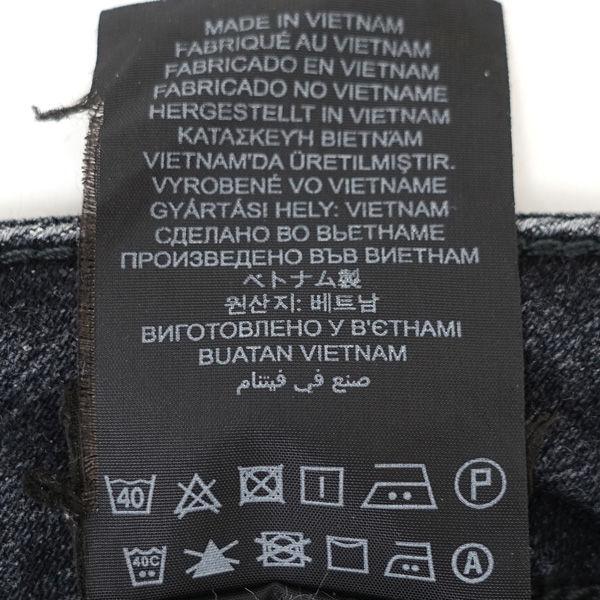 MADE IN VIETNAM
FABRIQUÉ AU VIETNAM
FABRICADO EN VIETNAM
FABRICADO NO VIETNAME
HERGESTELLT IN VIETNAM
ΚΑΤΑΣΚΕΥΉ ΒΙΕΤΝΆΜ
VIETNAM'DA ÜRETILMIŞTIR.
VYROBENÉ VO VIETNAME
GYÁRTÁSI HELY: VIETNAM
СДЕЛАНО ВО ВЬЕТНАМЕ
ПРОИЗВЕДЕНО ВЪВ ВИЕТНАМ
ベトナム製
원산지: 베트남
ВИГОТОВЛЕНО У В'ЄТНАМІ
BUATAN VIETNAM
صنع في فيتنام
40 P
40C A